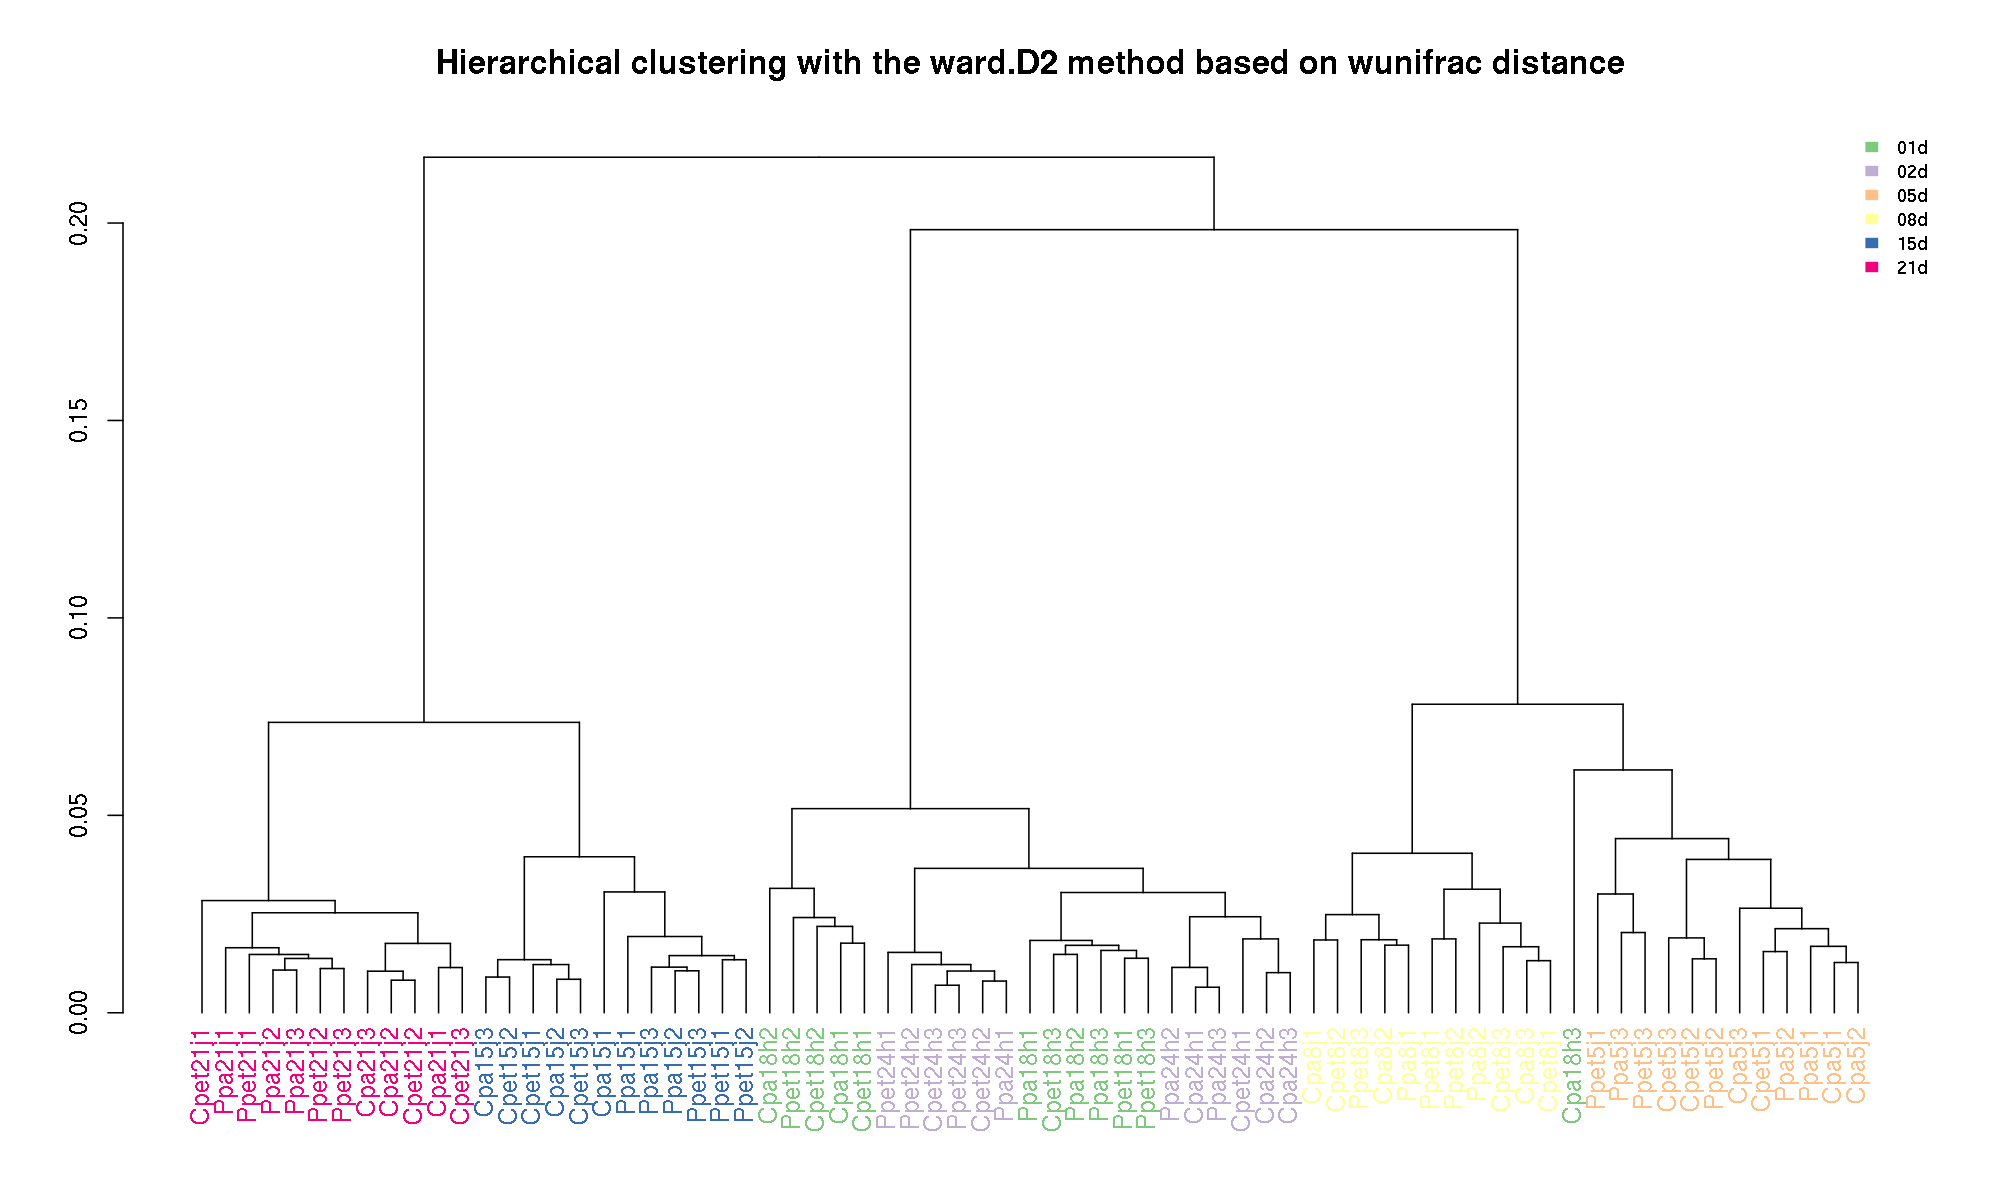 Hierarchical clustering with the ward.D2 method based on wunifrac distance
01d
02d
05d
08d
15d
21d
0.20
0.15
0.10
0.05
0.00
Cpet21j1
Ppa21j1
Ppet21j1
Ppa21j2
Ppa21j3
Ppet21j2
Ppet21j3
Cpa21j3
Cpa21j2
Cpet21j2
Cpa21j1
Cpet21j3
Cpa15j3
Cpet15j2
Cpet15j1
Cpa15j2
Cpet15j3
Cpa15j1
Ppa15j1
Ppa15j3
Ppa15j2
Ppet15j3
Ppet15j1
Ppet15j2
Cpa18h2
Ppet18h2
Cpet18h2
Cpa18h1
Cpet18h1
Ppet24h1
Ppet24h2
Cpet24h3
Ppet24h3
Cpet24h2
Ppa24h1
Ppa18h1
Cpet18h3
Ppa18h2
Ppa18h3
Ppet18h1
Ppet18h3
Ppa24h2
Cpa24h1
Ppa24h3
Cpet24h1
Cpa24h2
Cpa24h3
Cpa8j1
Cpet8j2
Ppet8j3
Cpa8j2
Ppa8j1
Ppet8j1
Ppet8j2
Ppa8j2
Cpet8j3
Cpa8j3
Cpet8j1
Cpa18h3
Ppet5j1
Ppa5j3
Ppet5j3
Cpet5j3
Cpet5j2
Ppet5j2
Cpa5j3
Cpet5j1
Ppa5j2
Ppa5j1
Cpa5j1
Cpa5j2